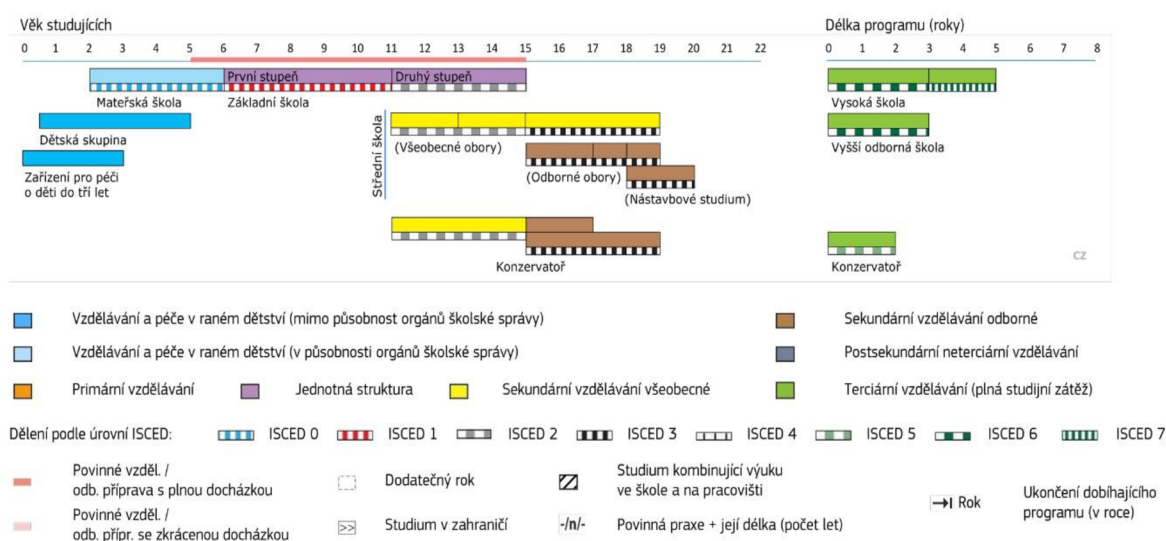 Věk studujících
Délka programu (roky)
0 1 2 3 4 5 6 7 8 9 10 11 12 13 14 15 16 17 18 19 20 21 22
0 1 2 3 4 5 6 7 8
První stupeň
Druhý stupeň
Mateřská škola
Základní škola
Vysoká škola
Dětská skupina
Střední škola
(Všeobecné obory)
Vyšší odborná škola
Zařízení pro péči
o děti do tří let
(Odborné obory)
(Nástavbové studium)
Konzervatoř
Konzervatoř
CZ
Vzdělávání a péče v raném dětství (mimo působnost orgánů školské správy)
Sekundární vzdělávání odborné
Vzdělávání a péče v raném dětství (v působnosti orgánů školské správy)
Postsekundární neterciární vzdělávání
Primární vzdělávání
Jednotná struktura
Sekundární vzdělávání všeobecné
Terciární vzdělávání (plná studijní zátěž)
Dělení podle úrovní ISCED:
ISCED 0
ISCED 1
ISCED 2
ISCED 3
ISCED 4
ISCED 5
ISCED 6
ISCED 7
Povinné vzděl. /
odb. příprava s plnou docházkou
Dodatečný rok
Studium kombinující výuku
ve škole a na pracovišti
Rok
Ukončení dobíhajícího
programu (v roce)
Povinné vzděl. /
odb. přípr. se zkrácenou docházkou
>>
Studium v zahraničí
-/n/-
Povinná praxe + její délka (počet let)